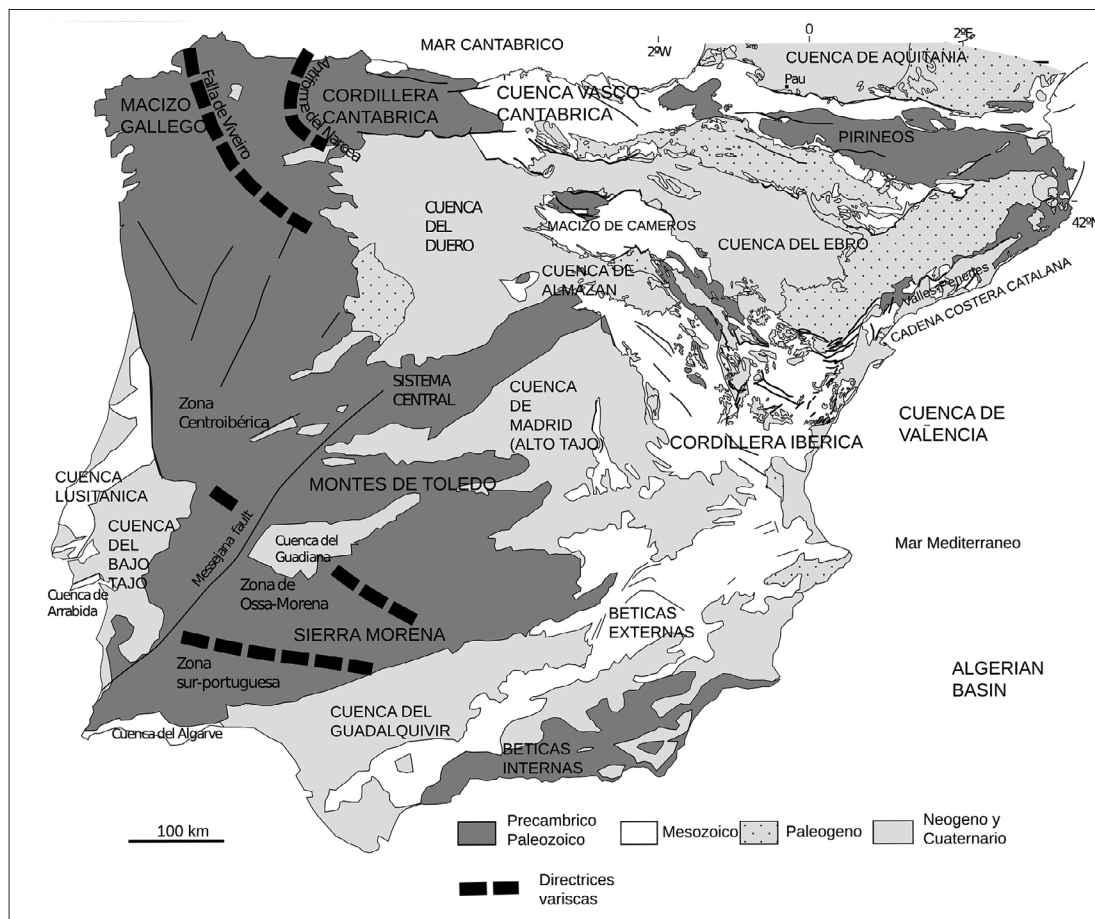 MAR CANTABRICO
0
2ºW
2ºE
CUENCA DE AQUITANIA
Pau
MACIZO
GALLEGO
Falla de Viveiro
Antiforme del Narcea
CORDILLERA
CANTABRICA
CUENCA VASCO
CANTABRICA
PIRINEOS
42ºN
CUENCA
DEL
DUERO
MACIZO DE CAMEROS
CUENCA DEL EBRO
CUENCA DE
ALMAZAN
Valles-Penedes
CADENA COSTERA CATALANA
SISTEMA
CENTRAL
Zona
Centroibérica
CUENCA
DE
MADRID
(ALTO TAJO)
CORDILLERA IBERICA
CUENCA DE
VALENCIA
CUENCA
LUSITANICA
MONTES DE TOLEDO
CUENCA
DEL
BAJO
TAJO
Messejana fault
Cuenca del
Guadiana
Mar Mediterraneo
Cuenca de
Arrabida
Zona de
Ossa-Morena
SIERRA MORENA
BETICAS
EXTERNAS
Zona
sur-portuguesa
ALGERIAN
BASIN
CUENCA DEL
GUADALQUIVIR
Cuenca del Algarve
BETICAS
INTERNAS
100 km
Precambrico
Paleozoico
Mesozoico
Paleogeno
Neogeno y
Cuaternario
Directrices
variscas